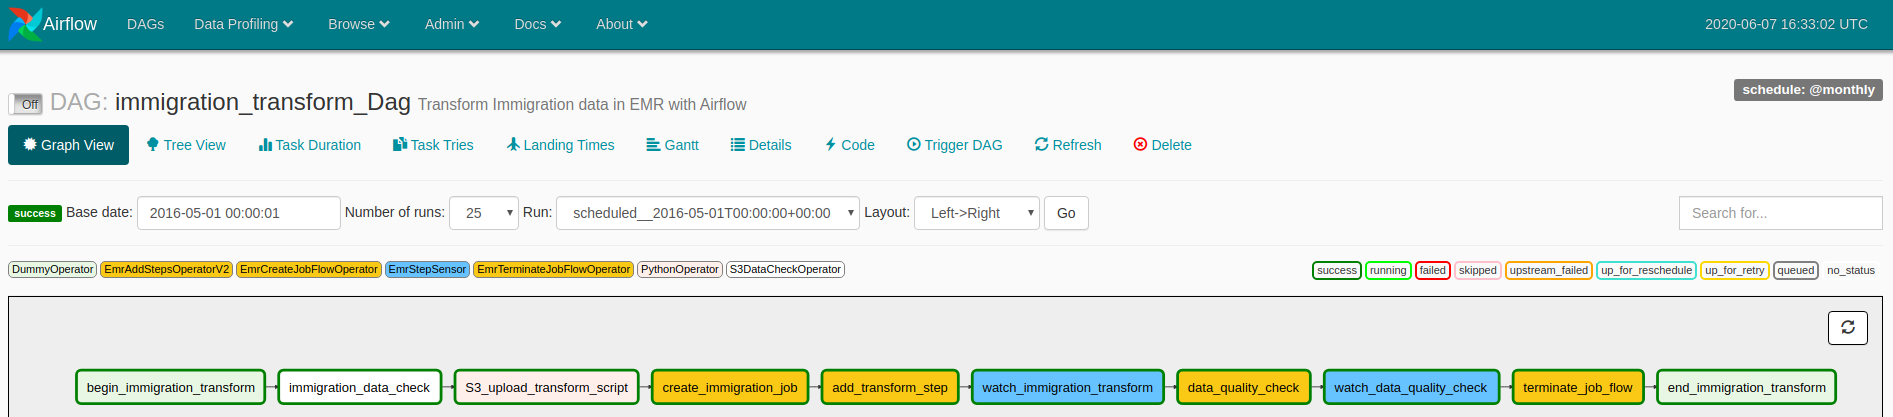 Airflow DAGs Data Profiling Browse Admin Docs About 2020-06-07 16:33:02 UTC
schedule: @monthly
Off DAG: immigration_transform_Dag Transform Immigration data in EMR with Airflow
Graph View Tree View Task Duration Task Tries Landing Times Gantt Details Code Trigger DAG Refresh Delete
success Base date: 2016-05-01 00:00:01 Number of runs: 25 Run: scheduled__2016-05-01T00:00:00+00:00 Layout: Left->Right Go Search for...
DummyOperator EmrAddStepsOperatorV2 EmrCreateJobFlowOperator EmrStepSensor EmrTerminateJobFlowOperator PythonOperator S3DataCheckOperator success running failed skipped upstream_failed up_for_reschedule up_for_retry queued no_status
begin_immigration_transform immigration_data_check S3_upload_transform_script create_immigration_job add_transform_step watch_immigration_transform data_quality_check watch_data_quality_check terminate_job_flow end_immigration_transform